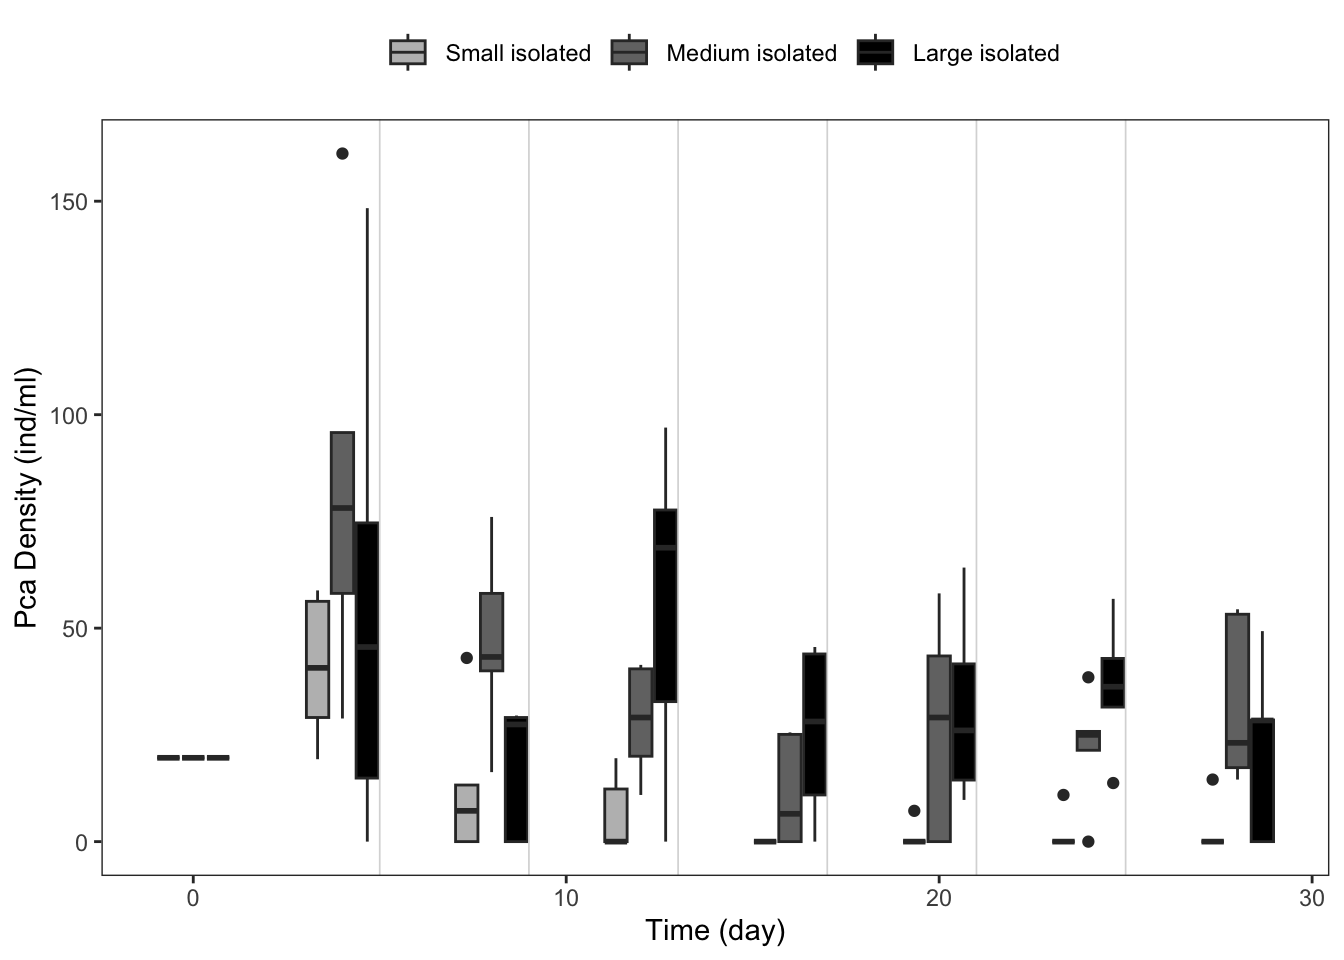 Small isolated Medium isolated Large isolated
150
100
50
0
Pca Density (ind/ml)
0 10 20 30
Time (day)